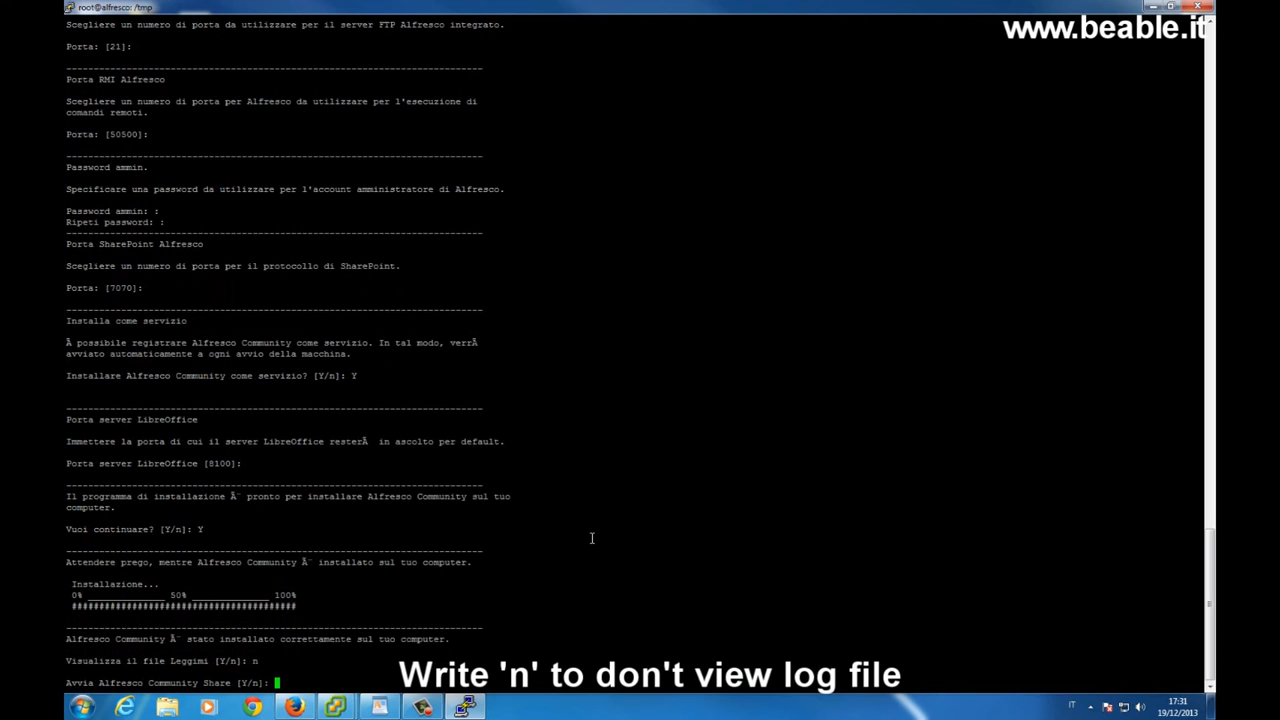 root@alfresco: /tmp
www.beable.it
Scegliere un numero di porta da utilizzare per il server FTP Alfresco integrato.
Porta: [21]:
Porta RMI Alfresco
Scegliere un numero di porta per Alfresco da utilizzare per l'esecuzione di
comandi remoti.
Porta: [50500]:
Password ammin.
Specificare una password da utilizzare per l'account amministratore di Alfresco.
Password ammin: :
Ripeti password: :
Porta SharePoint Alfresco
Scegliere un numero di porta per il protocollo di SharePoint.
Porta: [7070]:
Installa come servizio
Ã possibile registrare Alfresco Community come servizio. In tal modo, verrÃ
avviato automaticamente a ogni avvio della macchina.
Installare Alfresco Community come servizio? [Y/n]: Y
Porta server LibreOffice
Immettere la porta di cui il server LibreOffice resterÃ  in ascolto per default.
Porta server LibreOffice [8100]:
Il programma di installazione Ã¨ pronto per installare Alfresco Community sul tuo
computer.
Vuoi continuare? [Y/n]: Y
Attendere prego, mentre Alfresco Community Ã¨ installato sul tuo computer.
Installazione...
0% ______________ 50% ______________ 100%
#########################################
Alfresco Community Ã¨ stato installato correttamente sul tuo computer.
Visualizza il file Leggimi [Y/n]: n
Avvia Alfresco Community Share [Y/n]:
Write 'n' to don't view log file
IT
17:31
19/12/2013